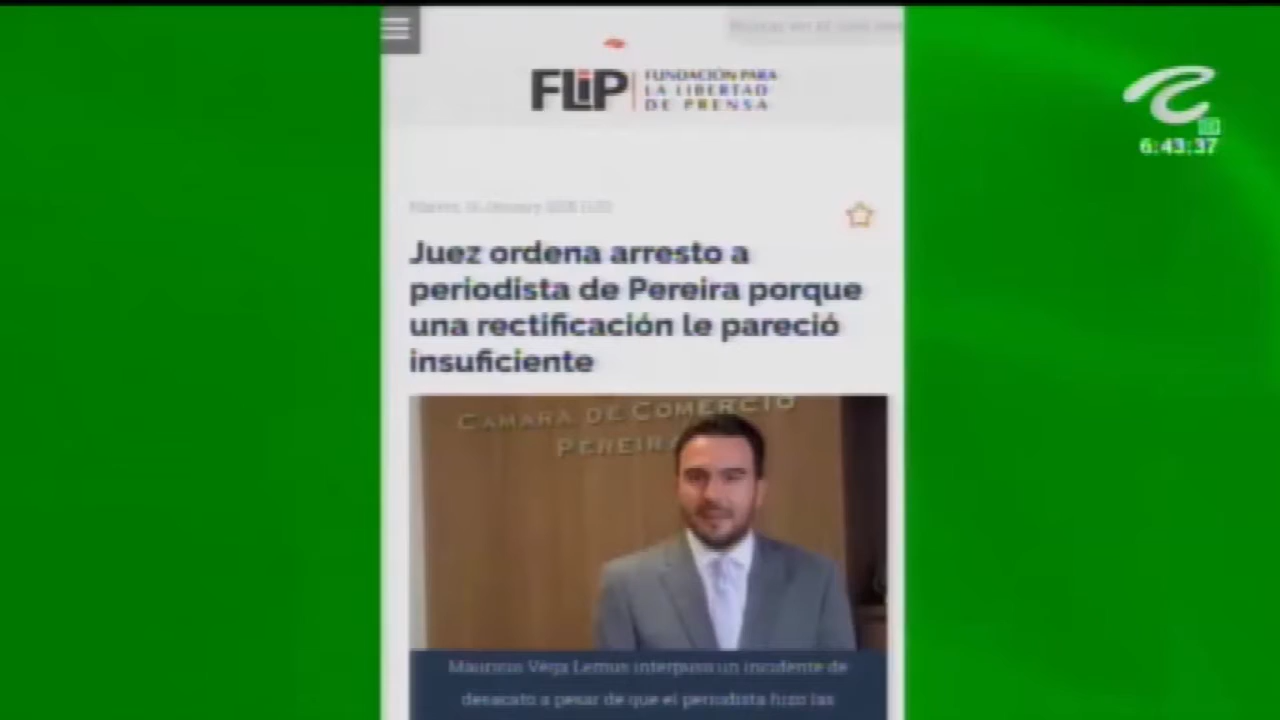 FLiP
FUNDACIÓN PARA
LA LIBERTAD
DE PRENSA
6:43:37
Juez ordena arresto a
periodista de Pereira porque
una rectificación le pareció
insuficiente
CAMARA DE COMERCIO
PEREIRA
Mauricio Vega Lemus interpuso un incidente de
desacato a pesar de que el periodista hizo las